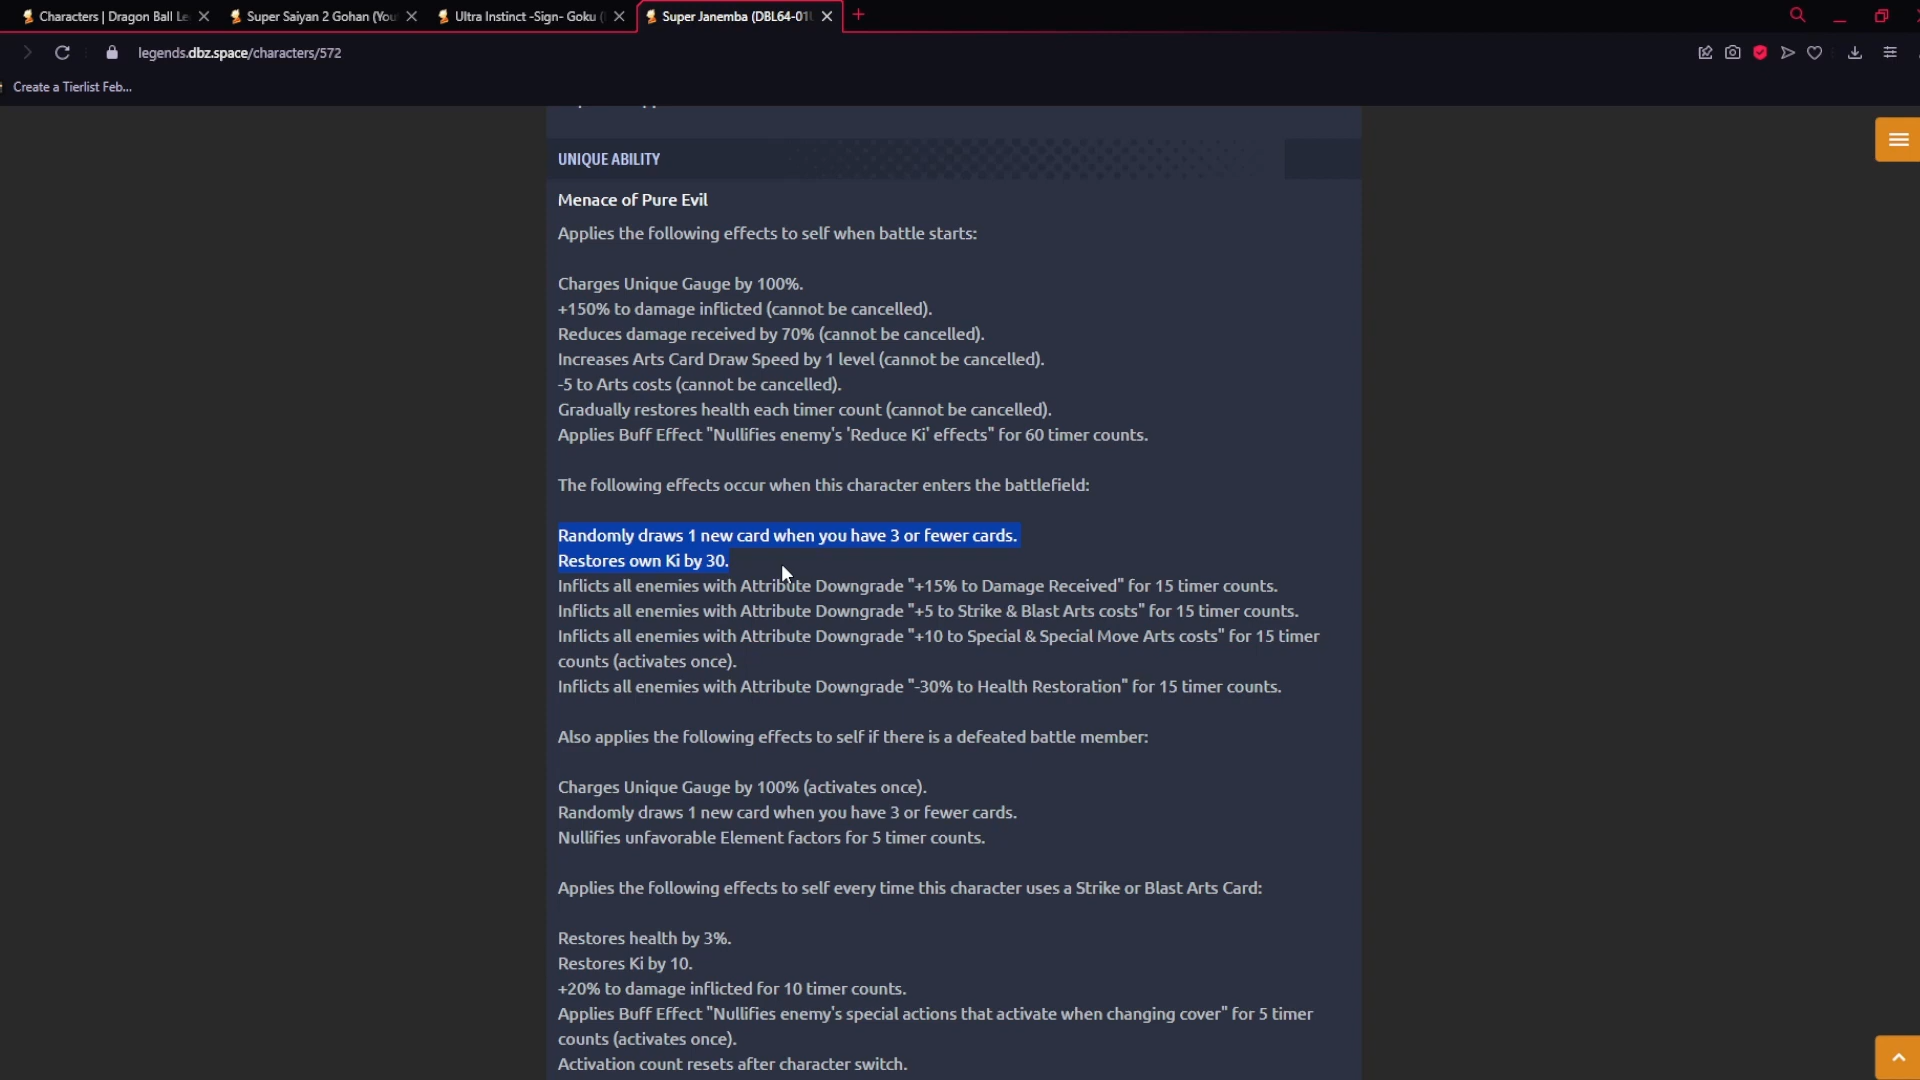 Characters | Dragon Ball Le
Super Saiyan 2 Gohan (You
Ultra Instinct -Sign- Goku (
Super Janemba (DBL64-01
legends.dbz.space/characters/572
Create a Tierlist Feb...
UNIQUE ABILITY
Menace of Pure Evil
Applies the following effects to self when battle starts:
Charges Unique Gauge by 100%.
+150% to damage inflicted (cannot be cancelled).
Reduces damage received by 70% (cannot be cancelled).
Increases Arts Card Draw Speed by 1 level (cannot be cancelled).
-5 to Arts costs (cannot be cancelled).
Gradually restores health each timer count (cannot be cancelled).
Applies Buff Effect "Nullifies enemy's 'Reduce Ki' effects" for 60 timer counts.
The following effects occur when this character enters the battlefield:
Randomly draws 1 new card when you have 3 or fewer cards.
Restores own Ki by 30.
Inflicts all enemies with Attribute Downgrade "+15% to Damage Received" for 15 timer counts.
Inflicts all enemies with Attribute Downgrade "+5 to Strike & Blast Arts costs" for 15 timer counts.
Inflicts all enemies with Attribute Downgrade "+10 to Special & Special Move Arts costs" for 15 timer
counts (activates once).
Inflicts all enemies with Attribute Downgrade "-30% to Health Restoration" for 15 timer counts.
Also applies the following effects to self if there is a defeated battle member:
Charges Unique Gauge by 100% (activates once).
Randomly draws 1 new card when you have 3 or fewer cards.
Nullifies unfavorable Element factors for 5 timer counts.
Applies the following effects to self every time this character uses a Strike or Blast Arts Card:
Restores health by 3%.
Restores Ki by 10.
+20% to damage inflicted for 10 timer counts.
Applies Buff Effect "Nullifies enemy's special actions that activate when changing cover" for 5 timer
counts (activates once).
Activation count resets after character switch.